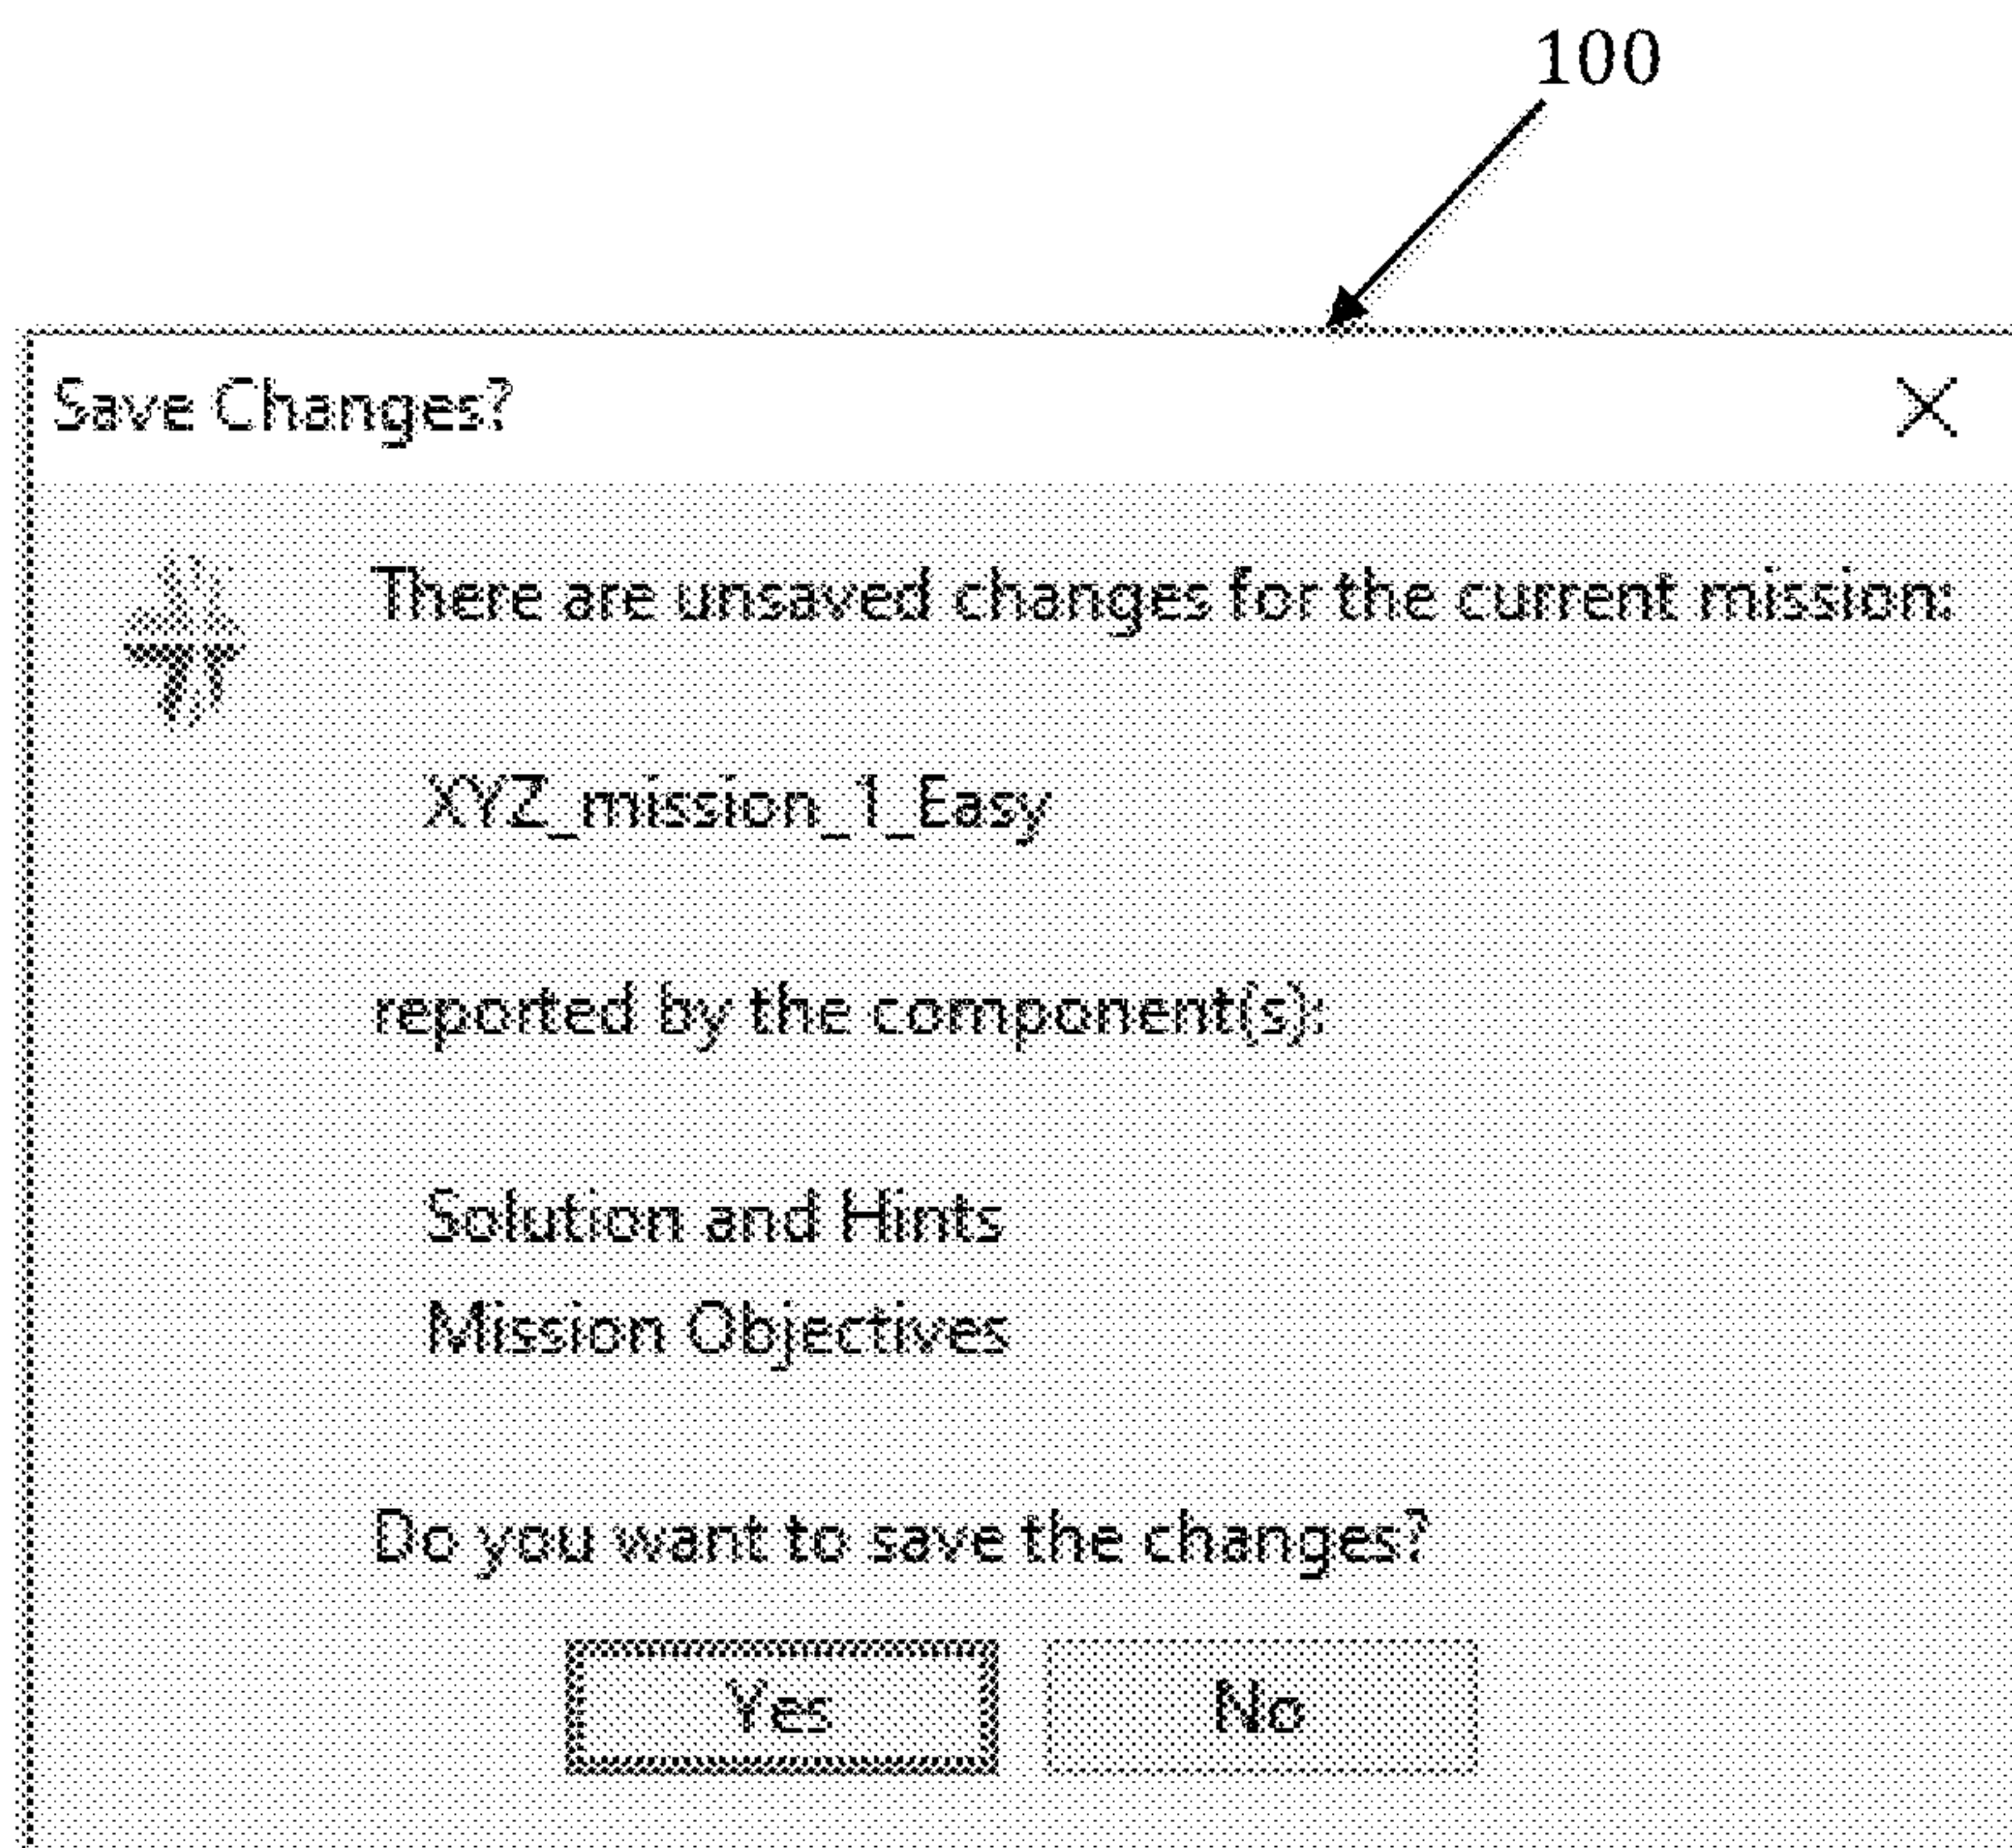 100
Save Changes?
There are unsaved changes for the current mission:
XYZ_mission_1_Easy
reported by the component(s):
Solution and Hints
Mission Objectives
Do you want to save the changes?
Yes No